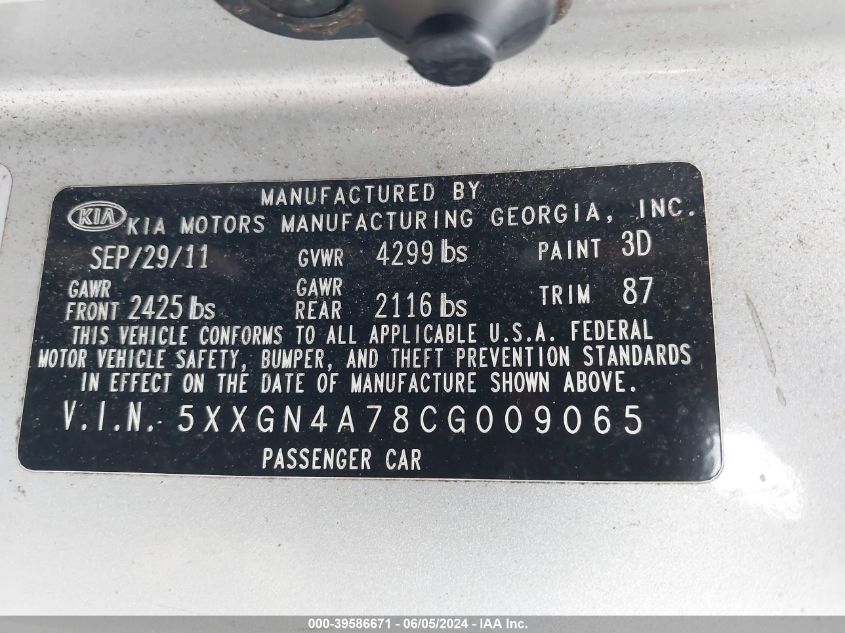 MANUFACTURED BY
KIA KIA MOTORS MANUFACTURING GEORGIA, INC.
SEP/29/11 GVWR 4299 lbs PAINT 3D
GAWR FRONT 2425 lbs GAWR REAR 2116 lbs TRIM 87
THIS VEHICLE CONFORMS TO ALL APPLICABLE U.S.A. FEDERAL
MOTOR VEHICLE SAFETY, BUMPER, AND THEFT PREVENTION STANDARDS
IN EFFECT ON THE DATE OF MANUFACTURE SHOWN ABOVE.
V.I.N. 5XXGN4A78CG009065
PASSENGER CAR
000-39586671 - 06/05/2024 - IAA Inc.